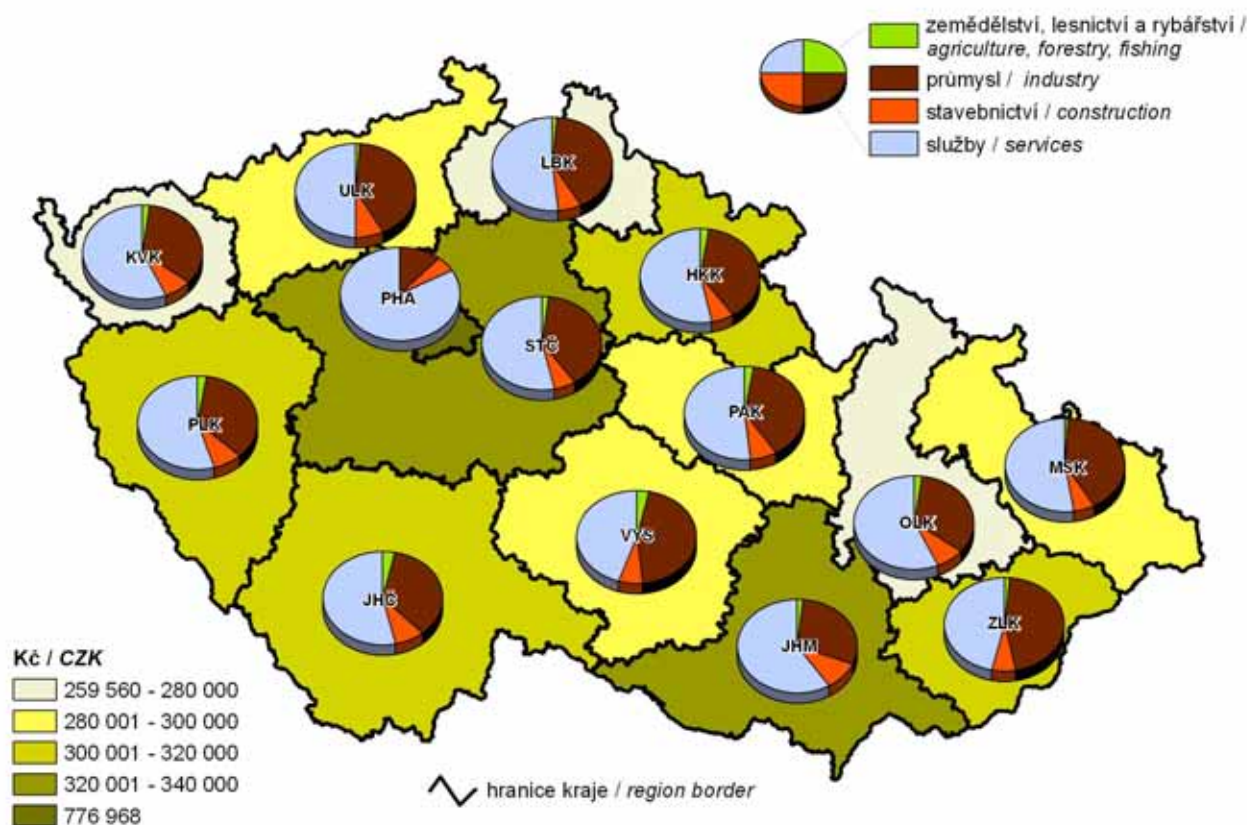 zemědělství, lesnictví a rybářství /
agriculture, forestry, fishing
průmysl / industry
stavebnictví / construction
služby / services
LBK
ULK
KVK
HKK
PHA
STČ
PAK
PLK
MSK
OLK
VYS
JHČ
ZLK
JHM
Kč / CZK
259 560 - 280 000
280 001 - 300 000
300 001 - 320 000
320 001 - 340 000
776 968
hranice kraje / region border